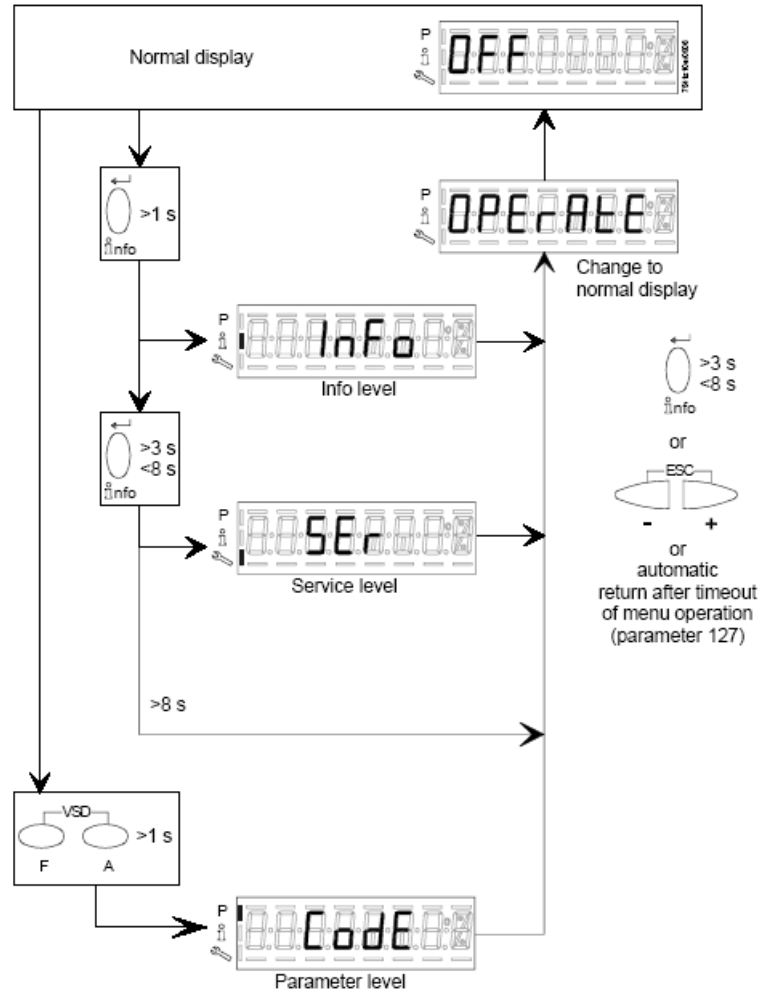 Normal display
P
i
OFF
>1 s
info
P
i
OPErAtE
Change to
normal display
P
i
InFo
Info level
>3 s
<8 s
info
>3 s
<8 s
info
or
ESC
- +
or
automatic
return after timeout
of menu operation
(parameter 127)
P
i
SEr
Service level
>8 s
VSD
>1 s
F A
P
i
CodE
Parameter level